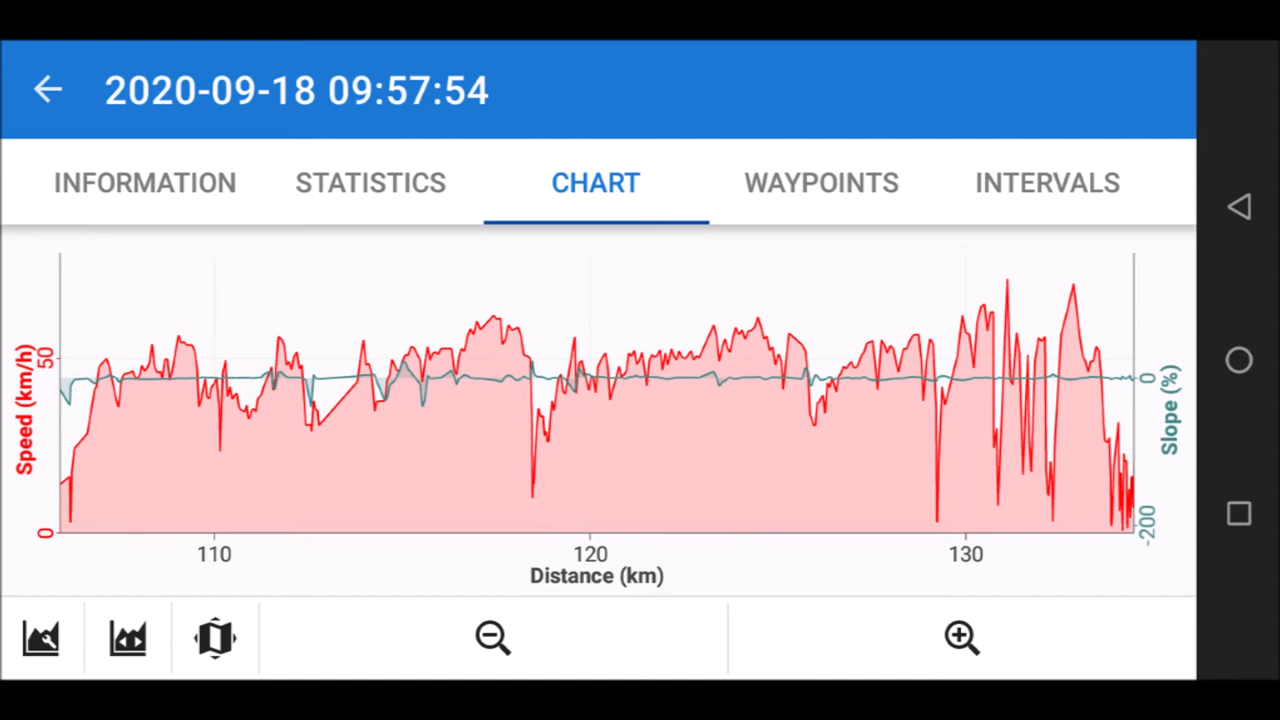 2020-09-18 09:57:54
INFORMATION STATISTICS CHART WAYPOINTS INTERVALS
Speed (km/h)
50
0
0
-200
Slope (%)
110 120 130
Distance (km)